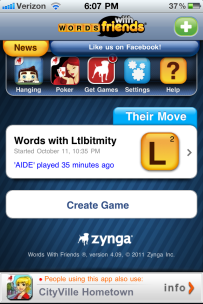 Verizon 6:07 PM 37%
WORDS with friends
News Like us on Facebook!
Hanging Poker Get Games Settings Help
Their Move
Words with Ltlbitmity
Started October 11, 10:35 PM
'AIDE' played 35 minutes ago
L
Create Game
zynga
Words With Friends ®, version 4.09, © 2011 Zynga Inc.
People using this app also use:
CityVille Hometown
info